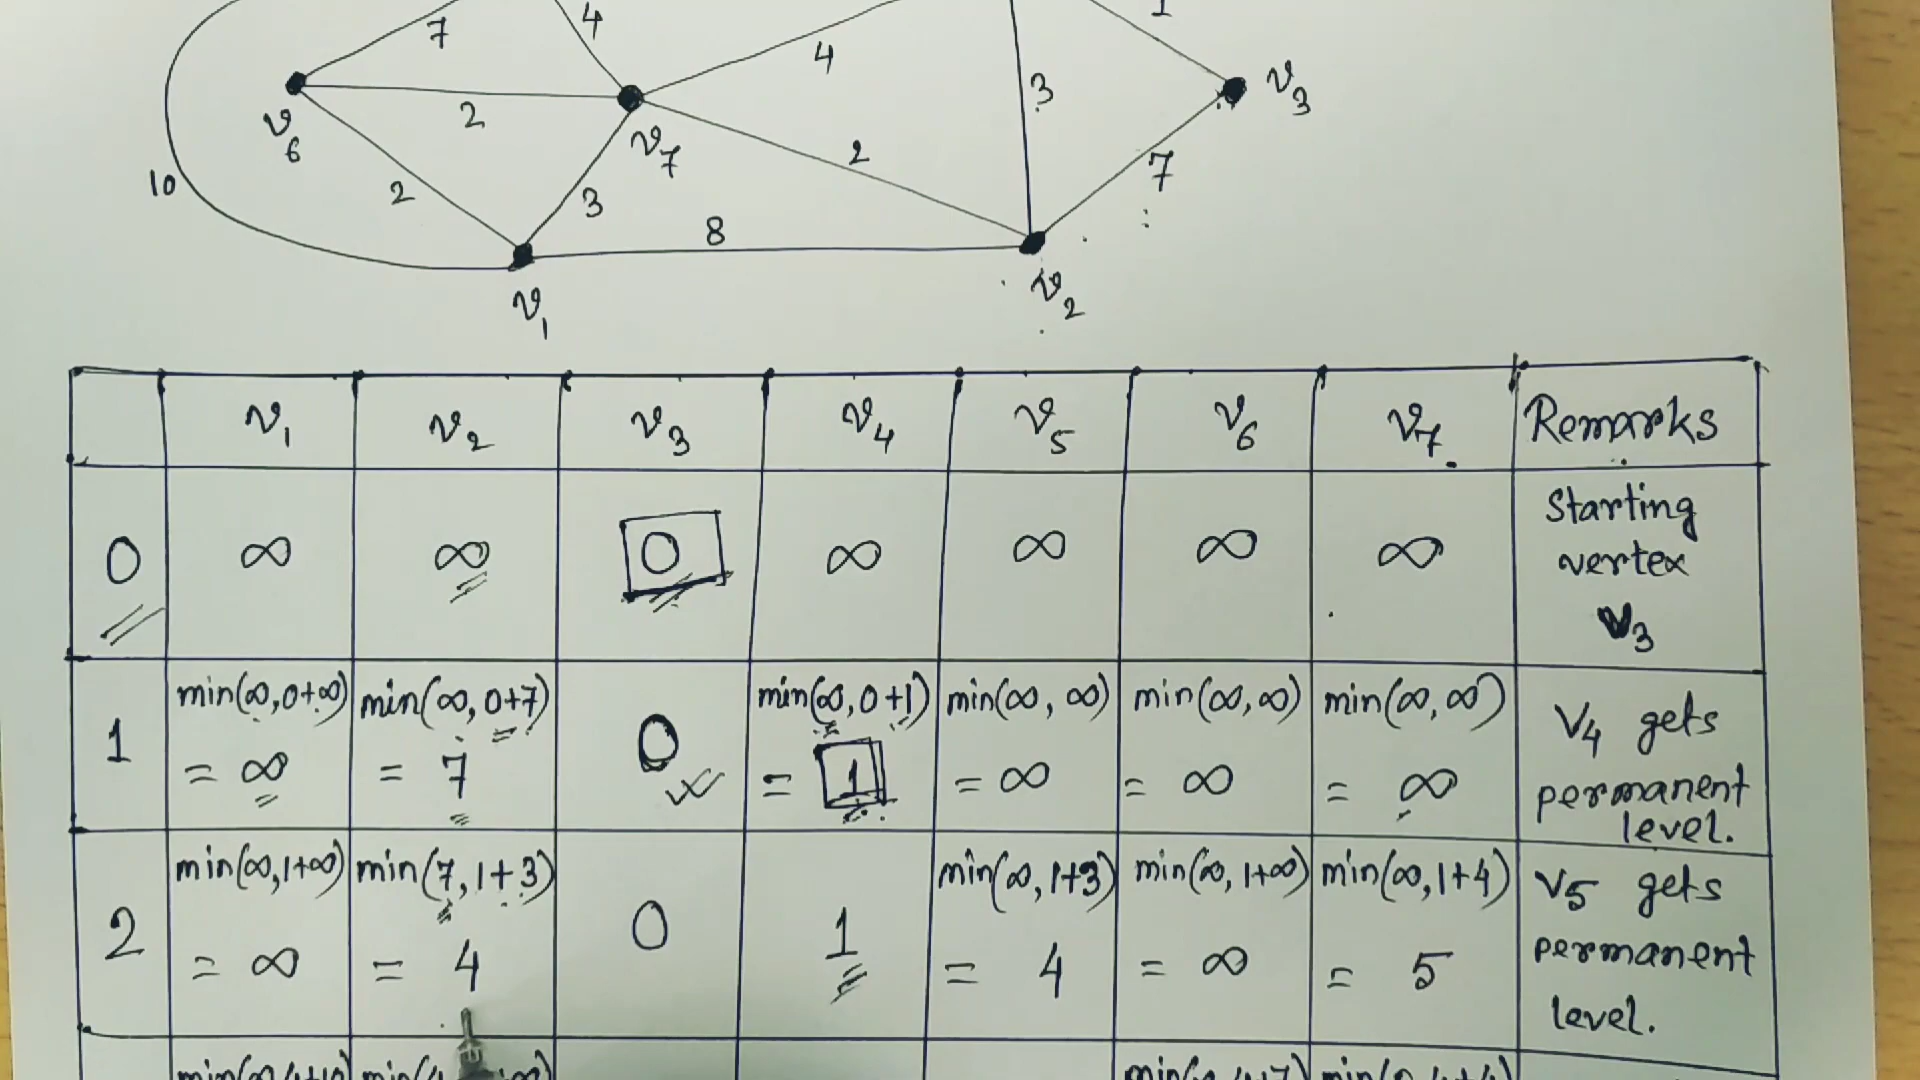 7
4
1
4
3
v3
2
v6
v7
2
7
10
2
3
8
v1
v2
v1 v2 v3 v4 v5 v6 v7 Remarks
0 ∞ ∞ 0 ∞ ∞ ∞ ∞ Starting
vertex
v3
min(∞,0+∞) min(∞, 0+7) min(∞,0+1) min(∞, ∞) min(∞,∞) min(∞,∞) V4 gets
1 = ∞ = 7 0 = 1 = ∞ = ∞ = ∞ permanent
level.
min(∞,1+∞) min(7,1+3) min(∞,1+3) min(∞,1+∞) min(∞,1+4) V5 gets
2 = ∞ = 4 0 1 = 4 = ∞ = 5 permanent
level.